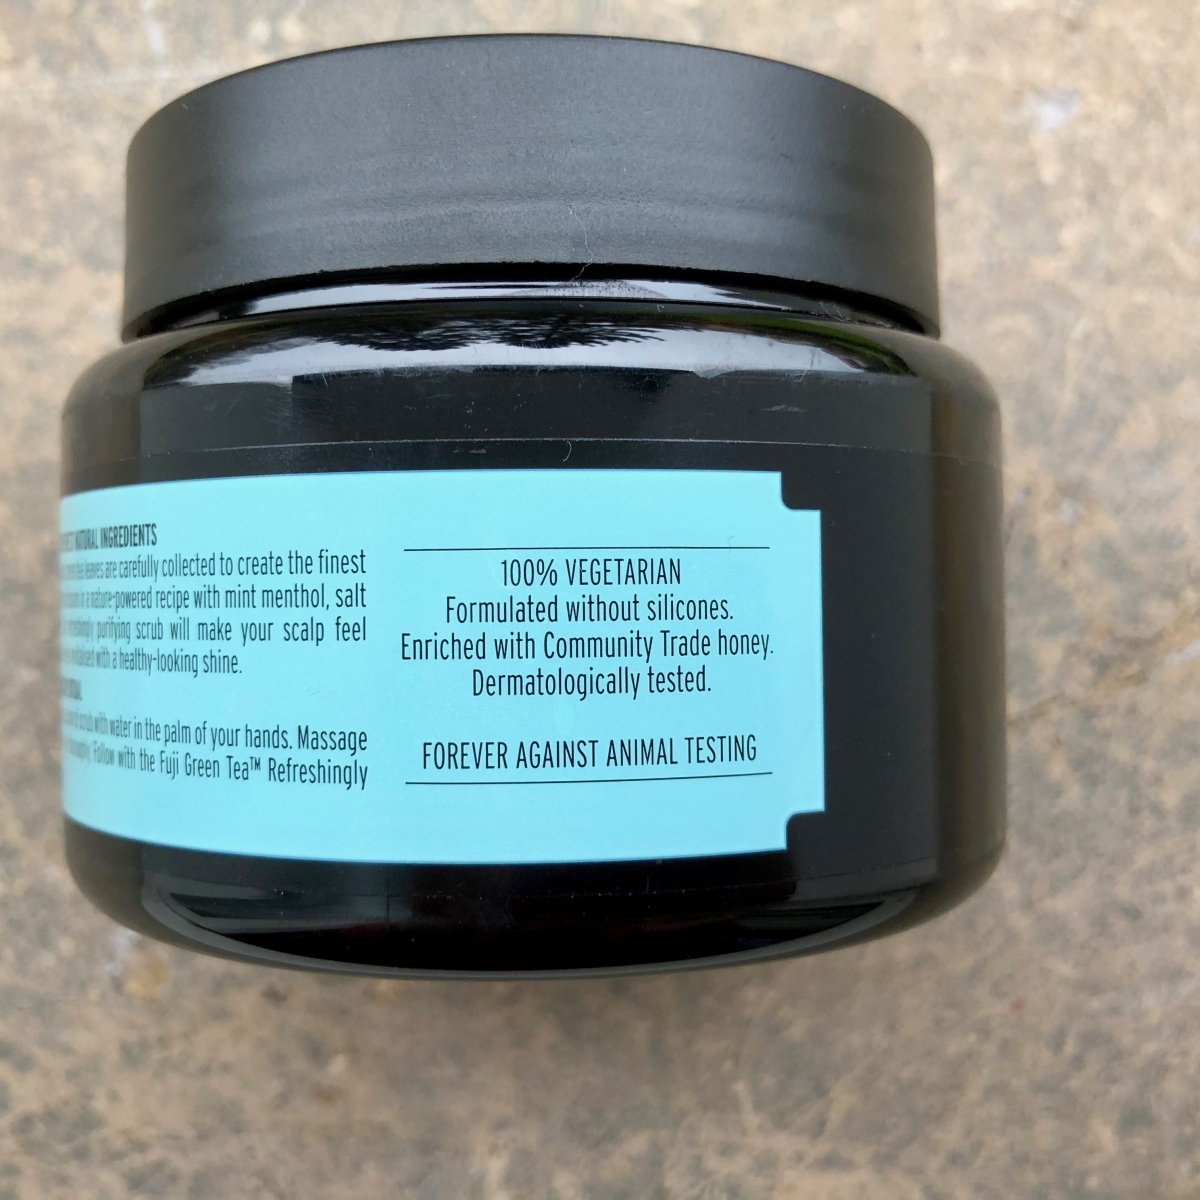 NATURAL INGREDIENTS
leaves are carefully collected to create the finest
in a nature-powered recipe with mint menthol, salt
purifying scrub will make your scalp feel
with a healthy-looking shine.
scrub with water in the palm of your hands. Massage
thoroughly. Follow with the Fuji Green Tea™ Refreshingly
100% VEGETARIAN
Formulated without silicones.
Enriched with Community Trade honey.
Dermatologically tested.
FOREVER AGAINST ANIMAL TESTING